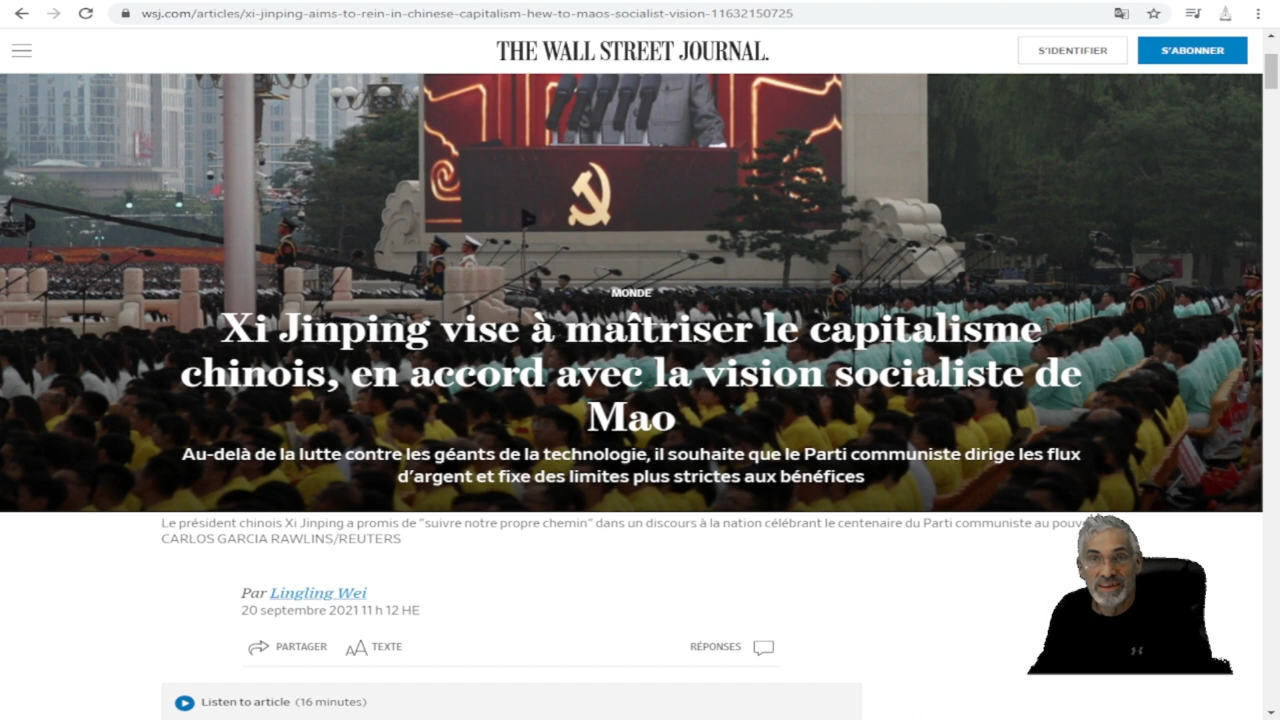 wsj.com/articles/xi-jinping-aims-to-rein-in-chinese-capitalism-hew-to-maos-socialist-vision-11632150725
THE WALL STREET JOURNAL.
S'IDENTIFIER
S'ABONNER
MONDE
Xi Jinping vise à maîtriser le capitalisme
chinois, en accord avec la vision socialiste de
Mao
Au-delà de la lutte contre les géants de la technologie, il souhaite que le Parti communiste dirige les flux
d'argent et fixe des limites plus strictes aux bénéfices
Le président chinois Xi Jinping a promis de "suivre notre propre chemin" dans un discours à la nation célébrant le centenaire du Parti communiste au
CARLOS GARCIA RAWLINS/REUTERS
Par Lingling Wei
20 septembre 2021 11 h 12 HE
PARTAGER
TEXTE
RÉPONSES
Listen to article (16 minutes)